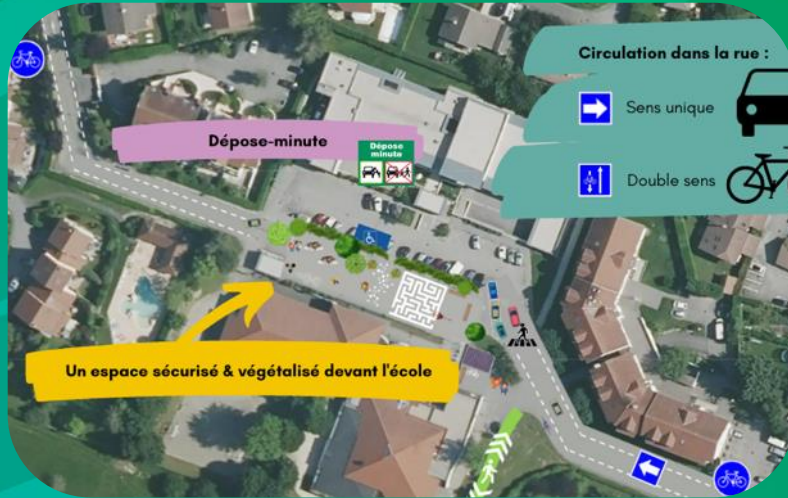 Circulation dans la rue :
Sens unique
Double sens
Dépose-minute
Dépose
minute
Un espace sécurisé & végétalisé devant l'école